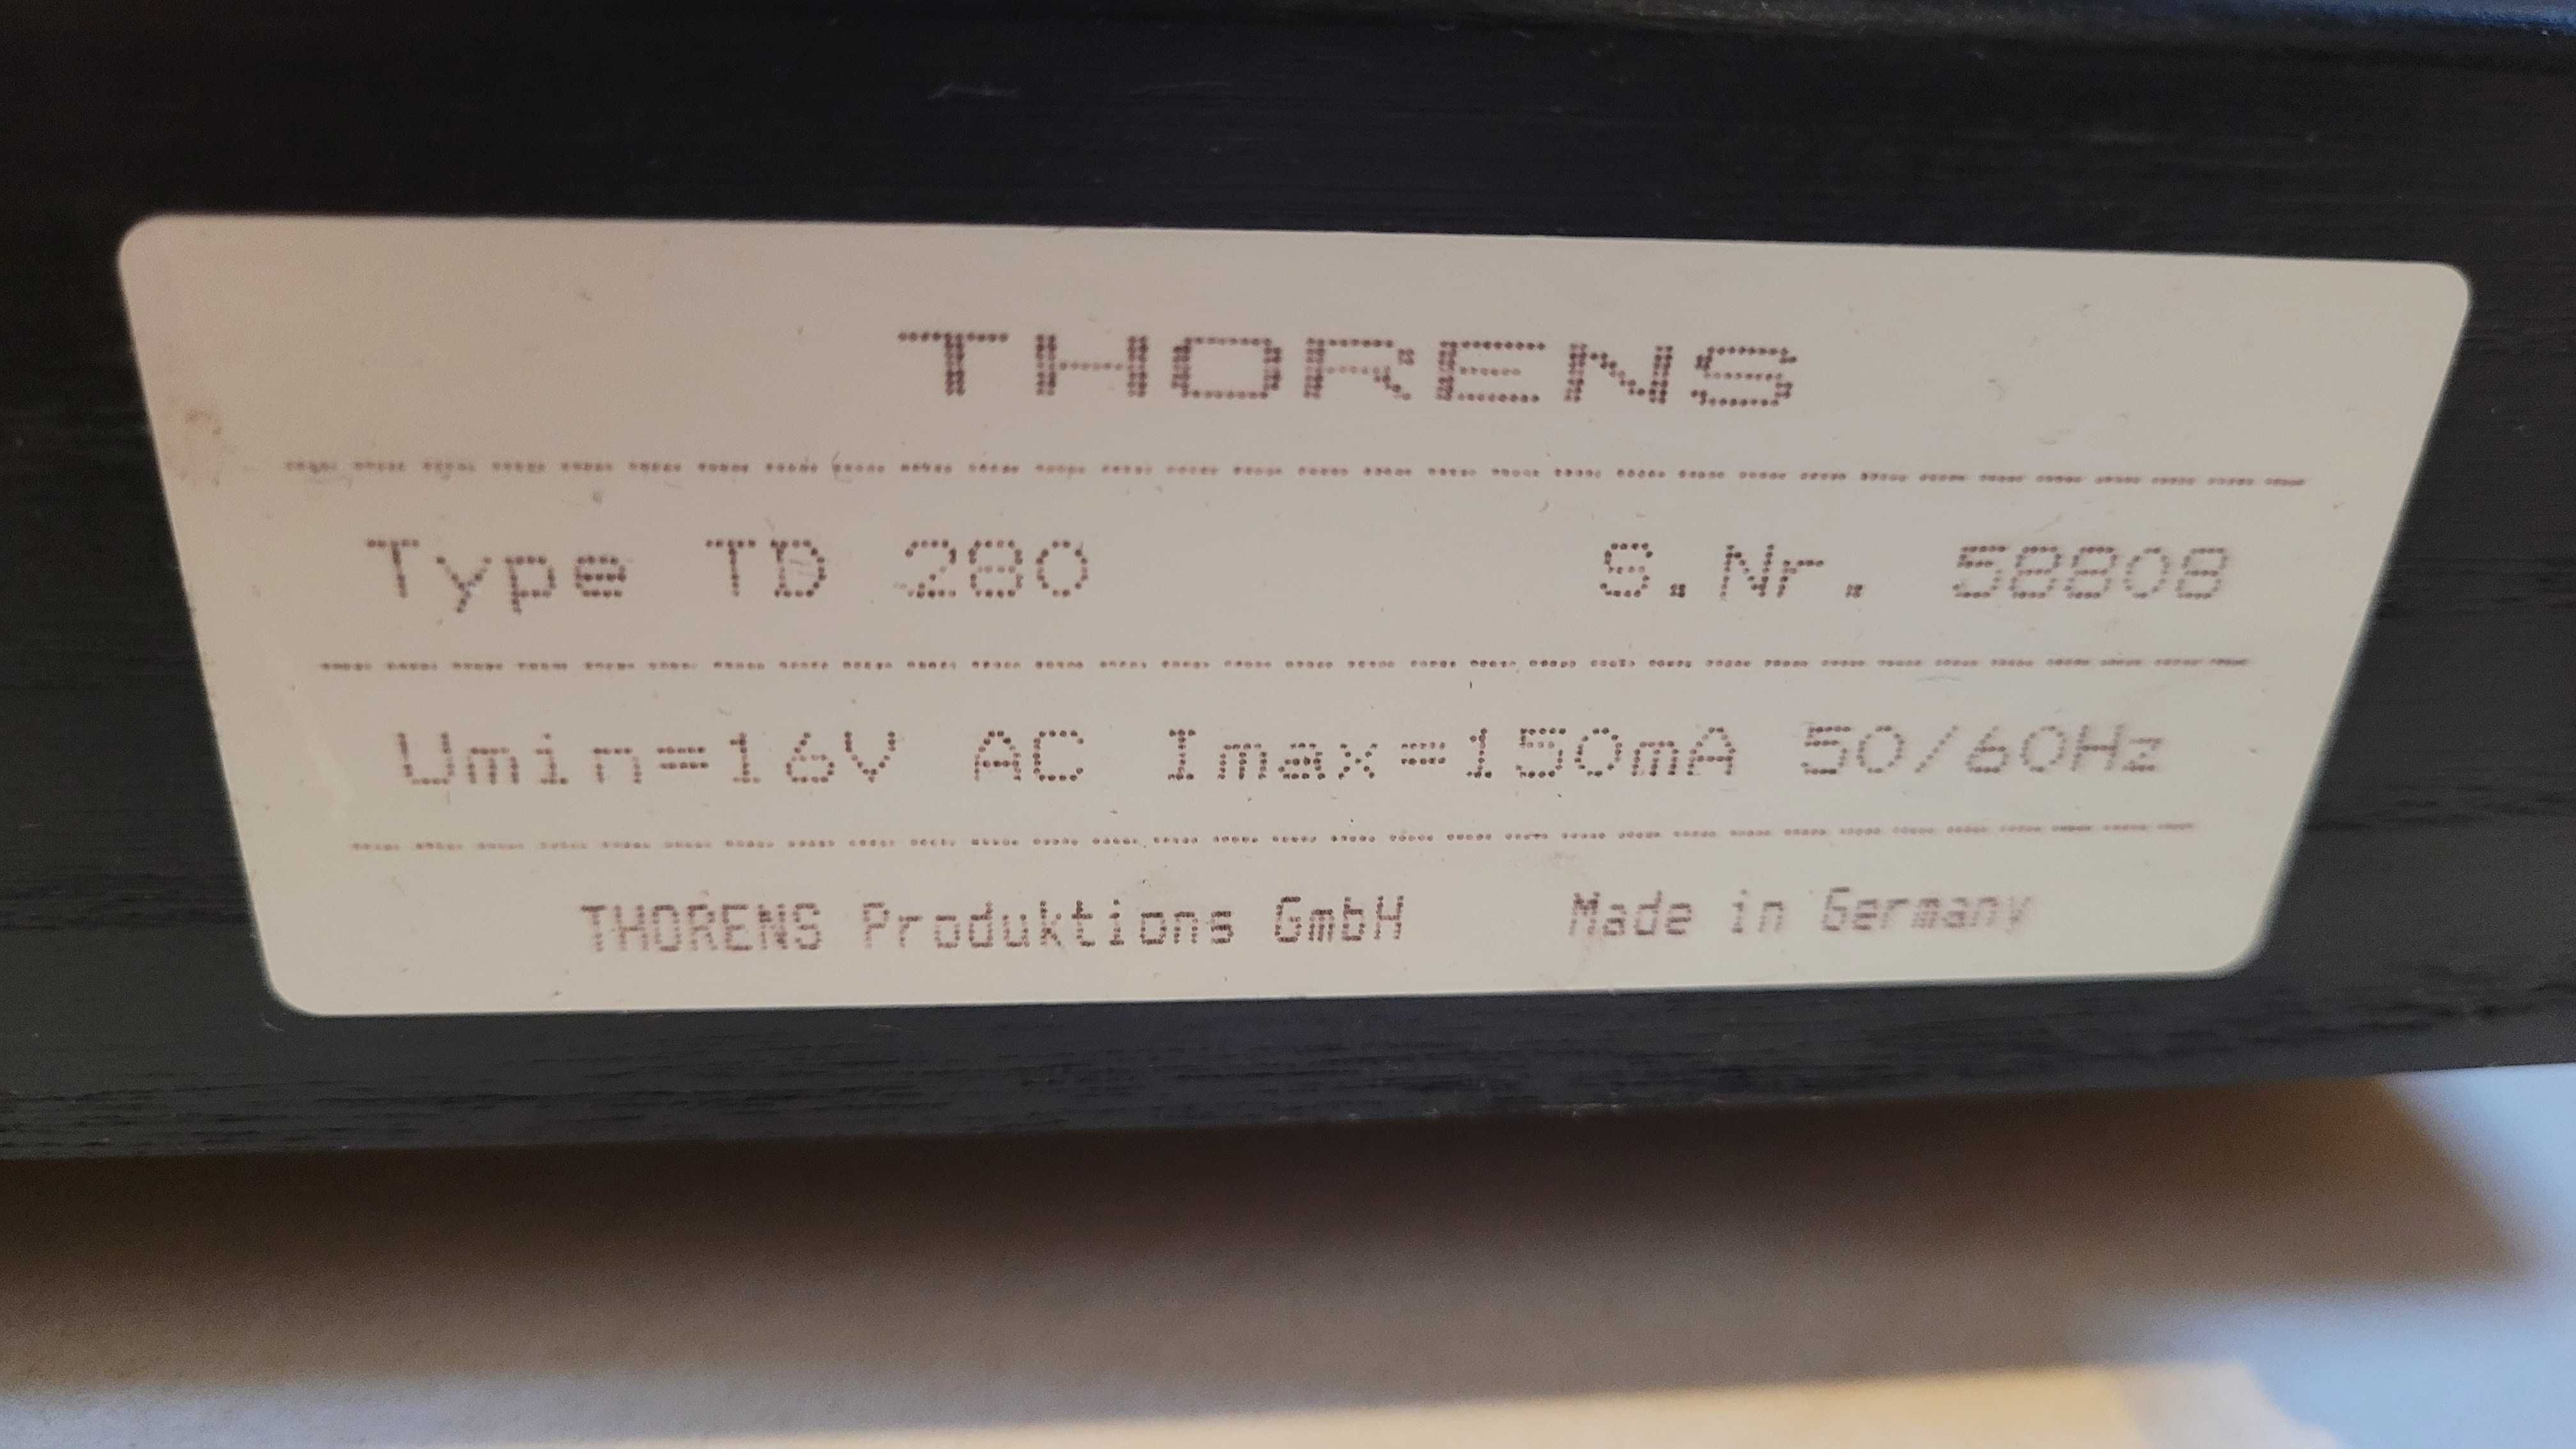 THORENS
Type TD 280 S.Nr. 58808
Umin=16V AC Imax=150mA 50/60Hz
THORENS Produktions GmbH Made in Germany